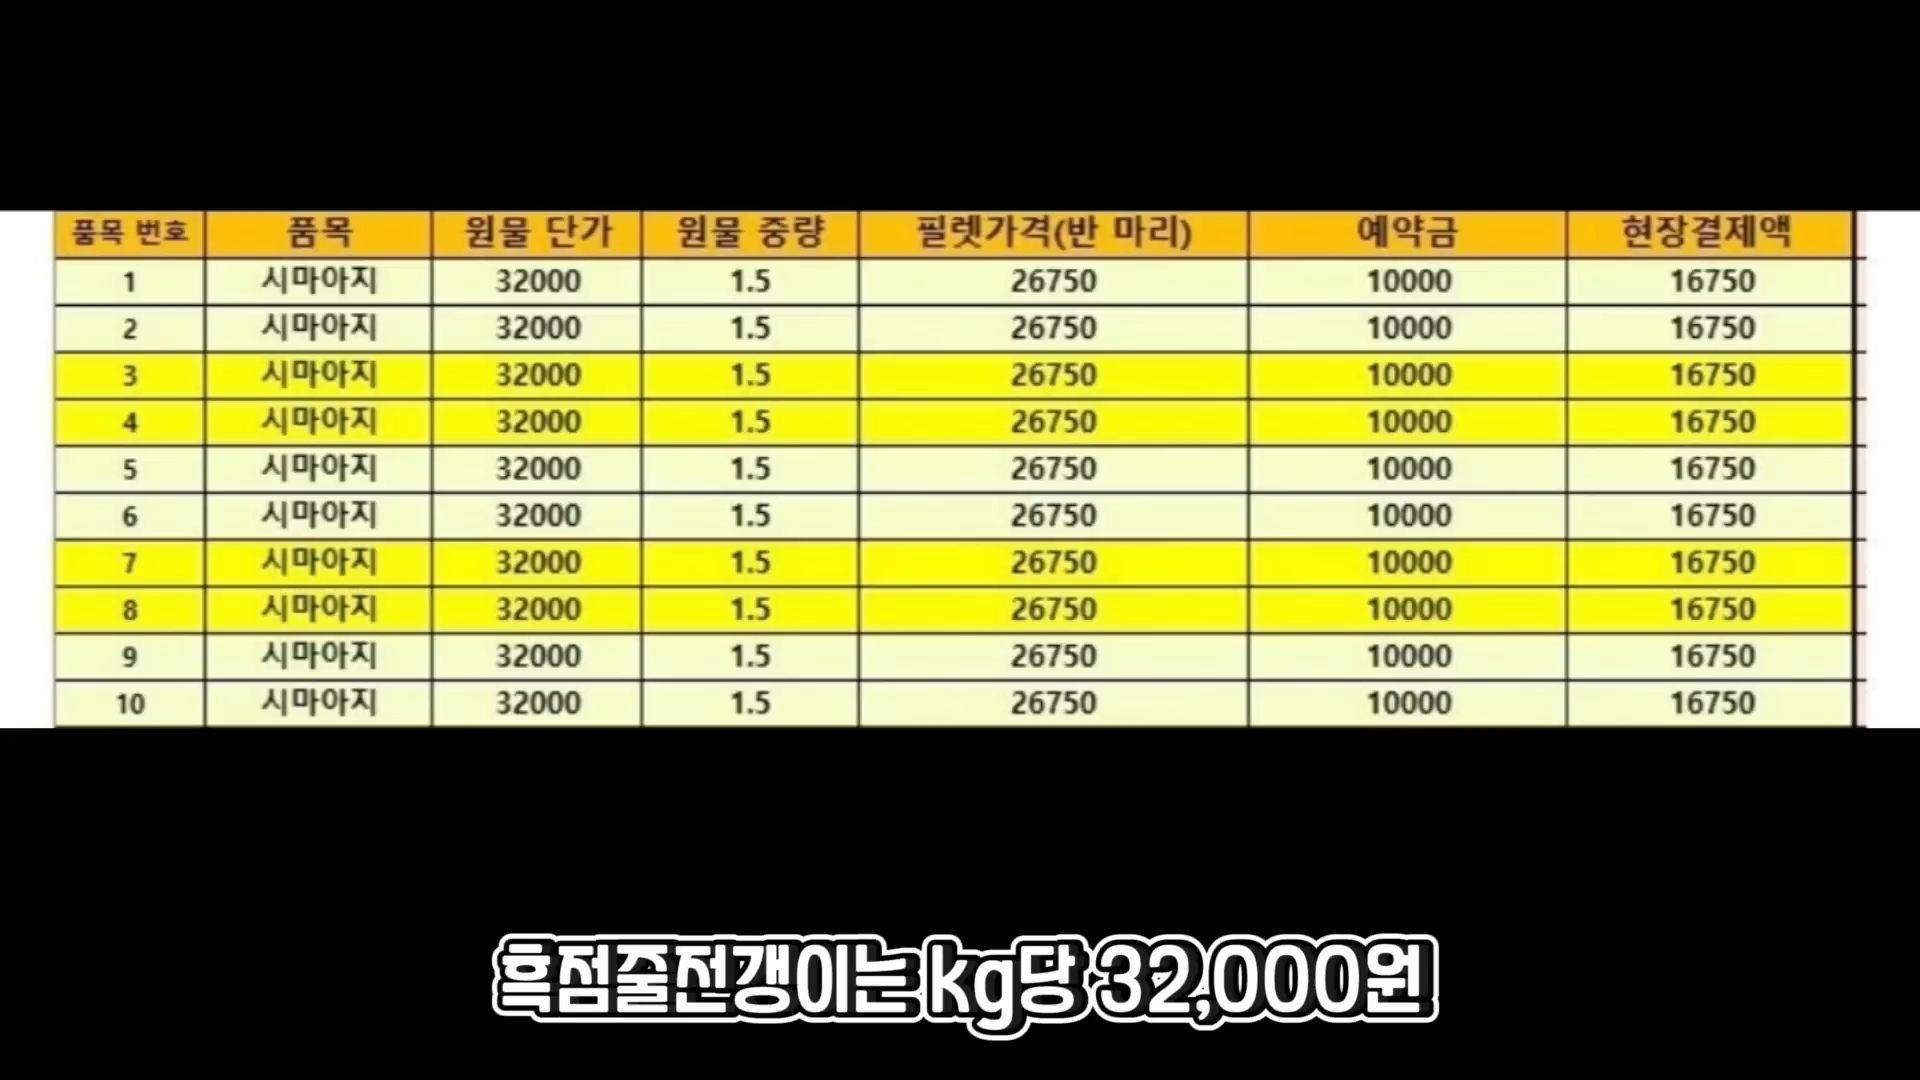 품목 번호 품목 원물 단가 원물 중량 필렛가격(반 마리) 예약금 현장결제액
1 시마아지 32000 1.5 26750 10000 16750
2 시마아지 32000 1.5 26750 10000 16750
3 시마아지 32000 1.5 26750 10000 16750
4 시마아지 32000 1.5 26750 10000 16750
5 시마아지 32000 1.5 26750 10000 16750
6 시마아지 32000 1.5 26750 10000 16750
7 시마아지 32000 1.5 26750 10000 16750
8 시마아지 32000 1.5 26750 10000 16750
9 시마아지 32000 1.5 26750 10000 16750
10 시마아지 32000 1.5 26750 10000 16750
흑점줄전갱이는 kg당 32,000원